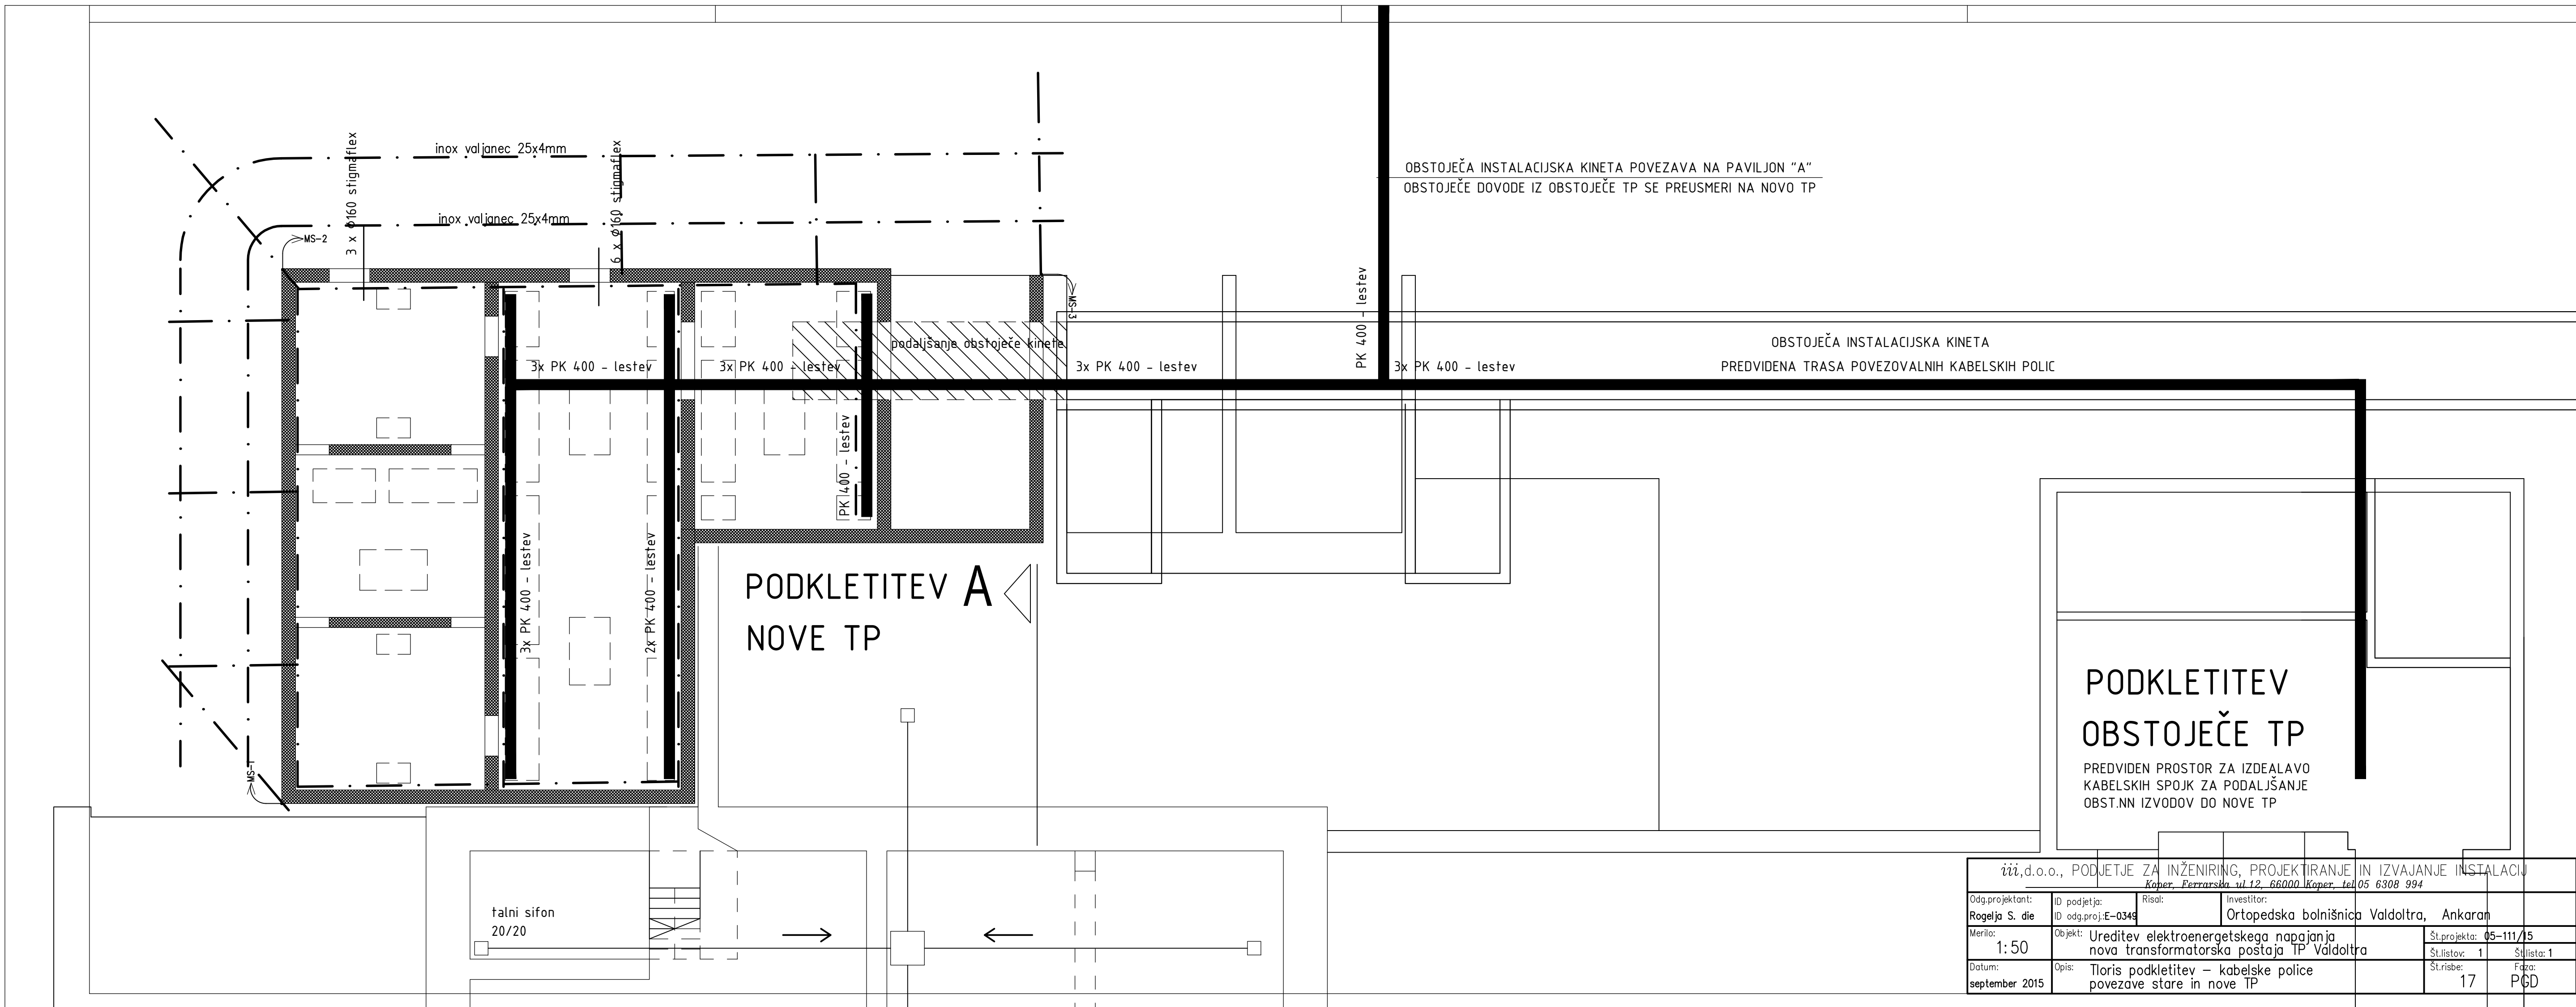 inox valjanec 25x4mm
inox valjanec 25x4mm
3 x Ø160 stigmaflex
6 x Ø160 stigmaflex
MS-2
MS-3
MS-1
OBSTOJEČA INSTALACIJSKA KINETA POVEZAVA NA PAVILJON "A"
OBSTOJEČE DOVODE IZ OBSTOJEČE TP SE PREUSMERI NA NOVO TP
PK 400 - lestev
podaljšanje obstoječe kinete
3x PK 400 - lestev
3x PK 400 - lestev
3x PK 400 - lestev
3x PK 400 - lestev
OBSTOJEČA INSTALACIJSKA KINETA
PREDVIDENA TRASA POVEZOVALNIH KABELSKIH POLIC
PK 400 - lestev
3x PK 400 - lestev
2x PK 400 - lestev
PODKLETITEV A
NOVE TP
PODKLETITEV
OBSTOJEČE TP
PREDVIDEN PROSTOR ZA IZDEALAVO
KABELSKIH SPOJK ZA PODALJŠANJE
OBST.NN IZVODOV DO NOVE TP
talni sifon
20/20
iii,d.o.o., PODJETJE ZA INŽENIRING, PROJEKTIRANJE IN IZVAJANJE INSTALACIJ
Koper, Ferrarska ul 12, 66000 Koper, tel 05 6308 994
Odg.projektant:
Rogelja S. die
ID podjetja:
ID odg.proj.:E-0349
Risal:
Investitor:
Ortopedska bolnišnica Valdoltra, Ankaran
Merilo:
1:50
Objekt: Ureditev elektroenergetskega napajanja
nova transformatorska postaja TP Valdoltra
Št.projekta: 05-111/15
Št.listov: 1 Št.lista: 1
Datum:
september 2015
Opis: Tloris podkletitev – kabelske police
povezave stare in nove TP
Št.risbe:
17
Faza:
PGD